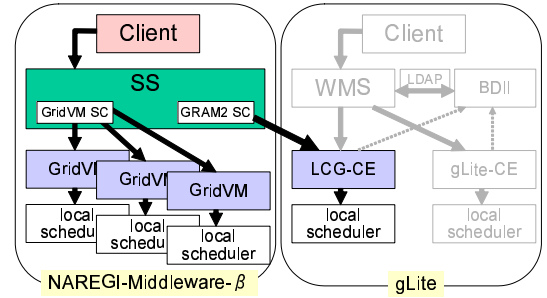 Client
SS
GridVM SC
GRAM2 SC
GridVM
GridVM
GridVM
local
scheduler
local
scheduler
local
scheduler
NAREGI-Middleware-β
Client
WMS
LDAP
BDII
LCG-CE
gLite-CE
local
scheduler
local
scheduler
gLite